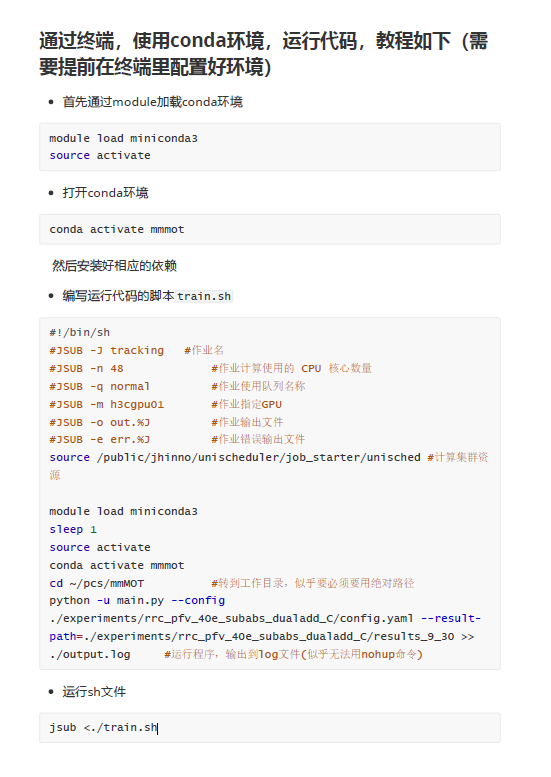 通过终端，使用conda环境，运行代码，教程如下（需
要提前在终端里配置好环境）
首先通过module加载conda环境
module load miniconda3
source activate
打开conda环境
conda activate mmmot
然后安装好相应的依赖
编写运行代码的脚本train.sh
#!/bin/sh
#JSUB -J tracking   #作业名
#JSUB -n 48             #作业计算使用的 CPU 核心数量
#JSUB -q normal         #作业使用队列名称
#JSUB -m h3cgpu01       #作业指定GPU
#JSUB -o out.%J         #作业输出文件
#JSUB -e err.%J         #作业错误输出文件
source /public/jhinno/unischeduler/job_starter/unisched #计算集群资
源
module load miniconda3
sleep 1
source activate
conda activate mmmot
cd ~/pcs/mmMOT          #转到工作目录，似乎要必须要用绝对路径
python -u main.py --config
./experiments/rrc_pfv_40e_subabs_dualadd_C/config.yaml --result-
path=./experiments/rrc_pfv_40e_subabs_dualadd_C/results_9_30 >>
./output.log     #运行程序，输出到log文件(似乎无法用nohup命令)
运行sh文件
jsub <./train.sh